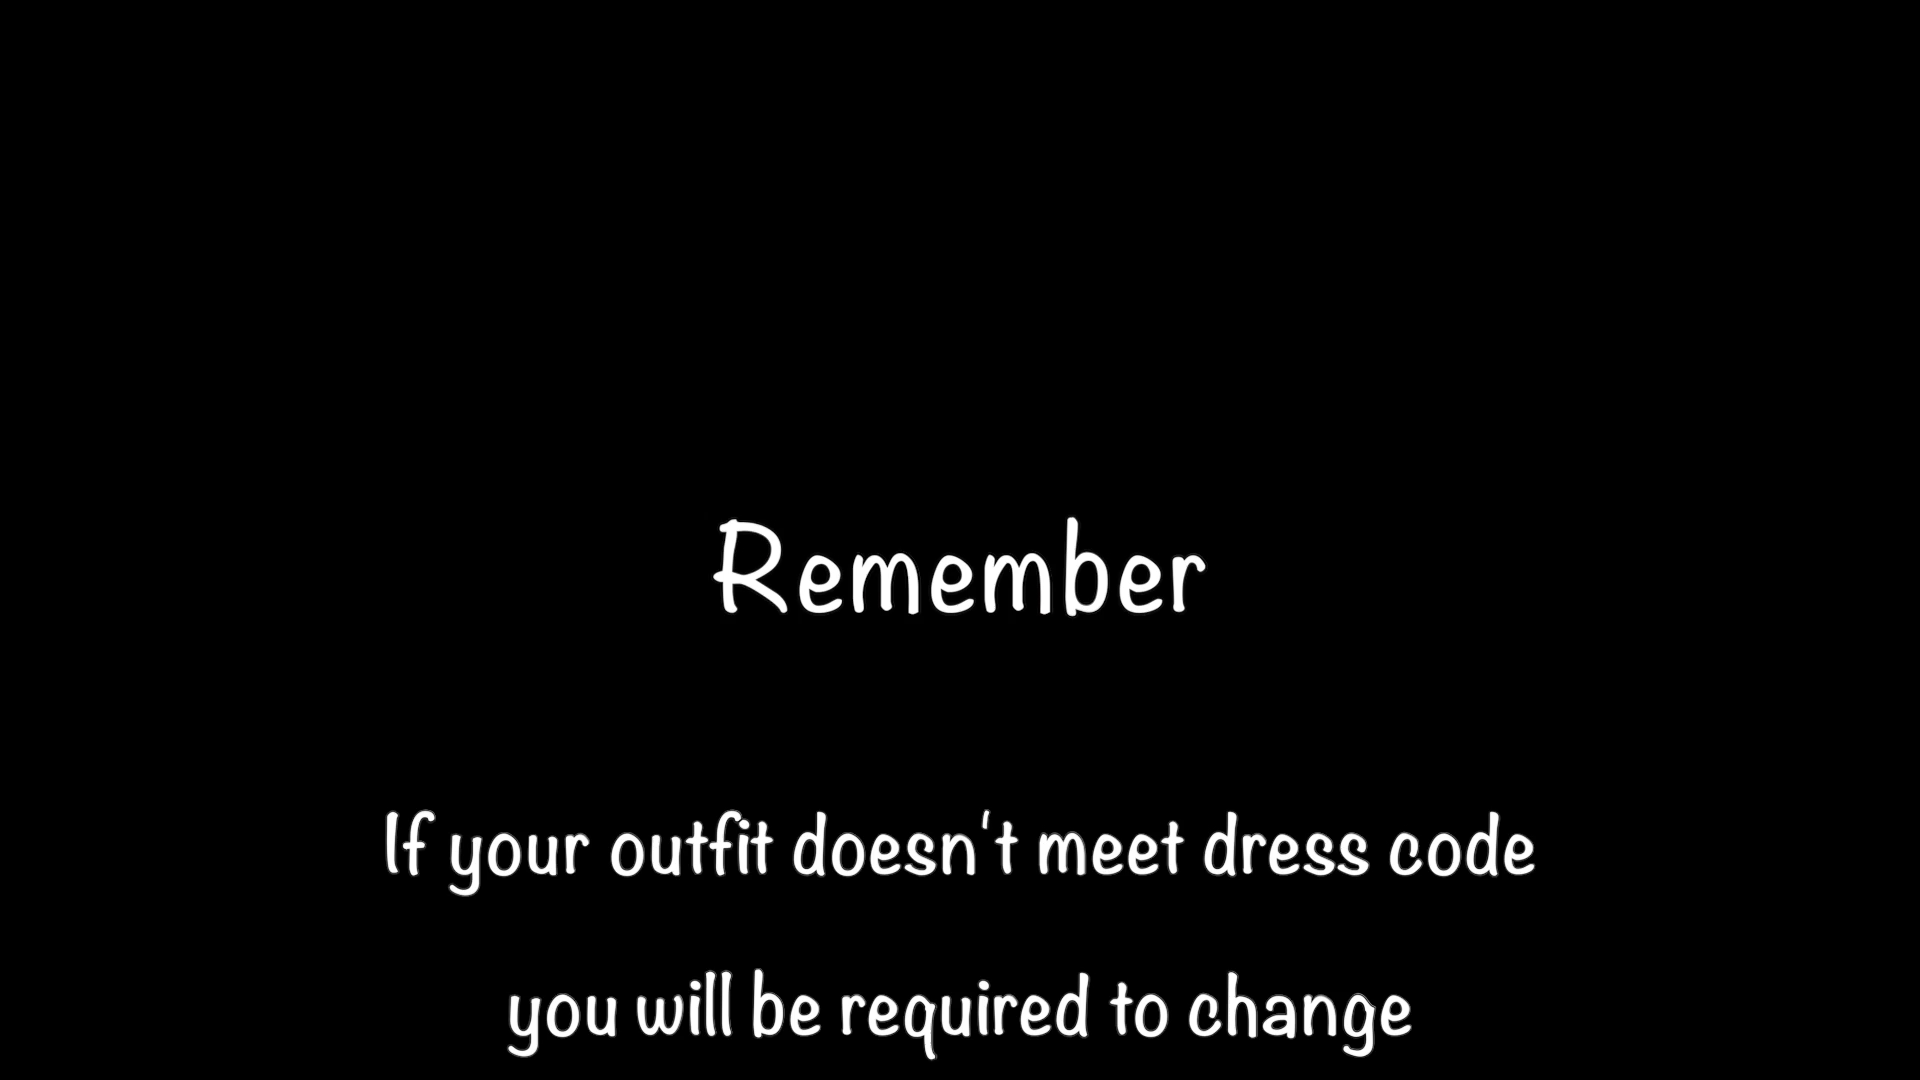 Remember
If your outfit doesn't meet dress code
you will be required to change